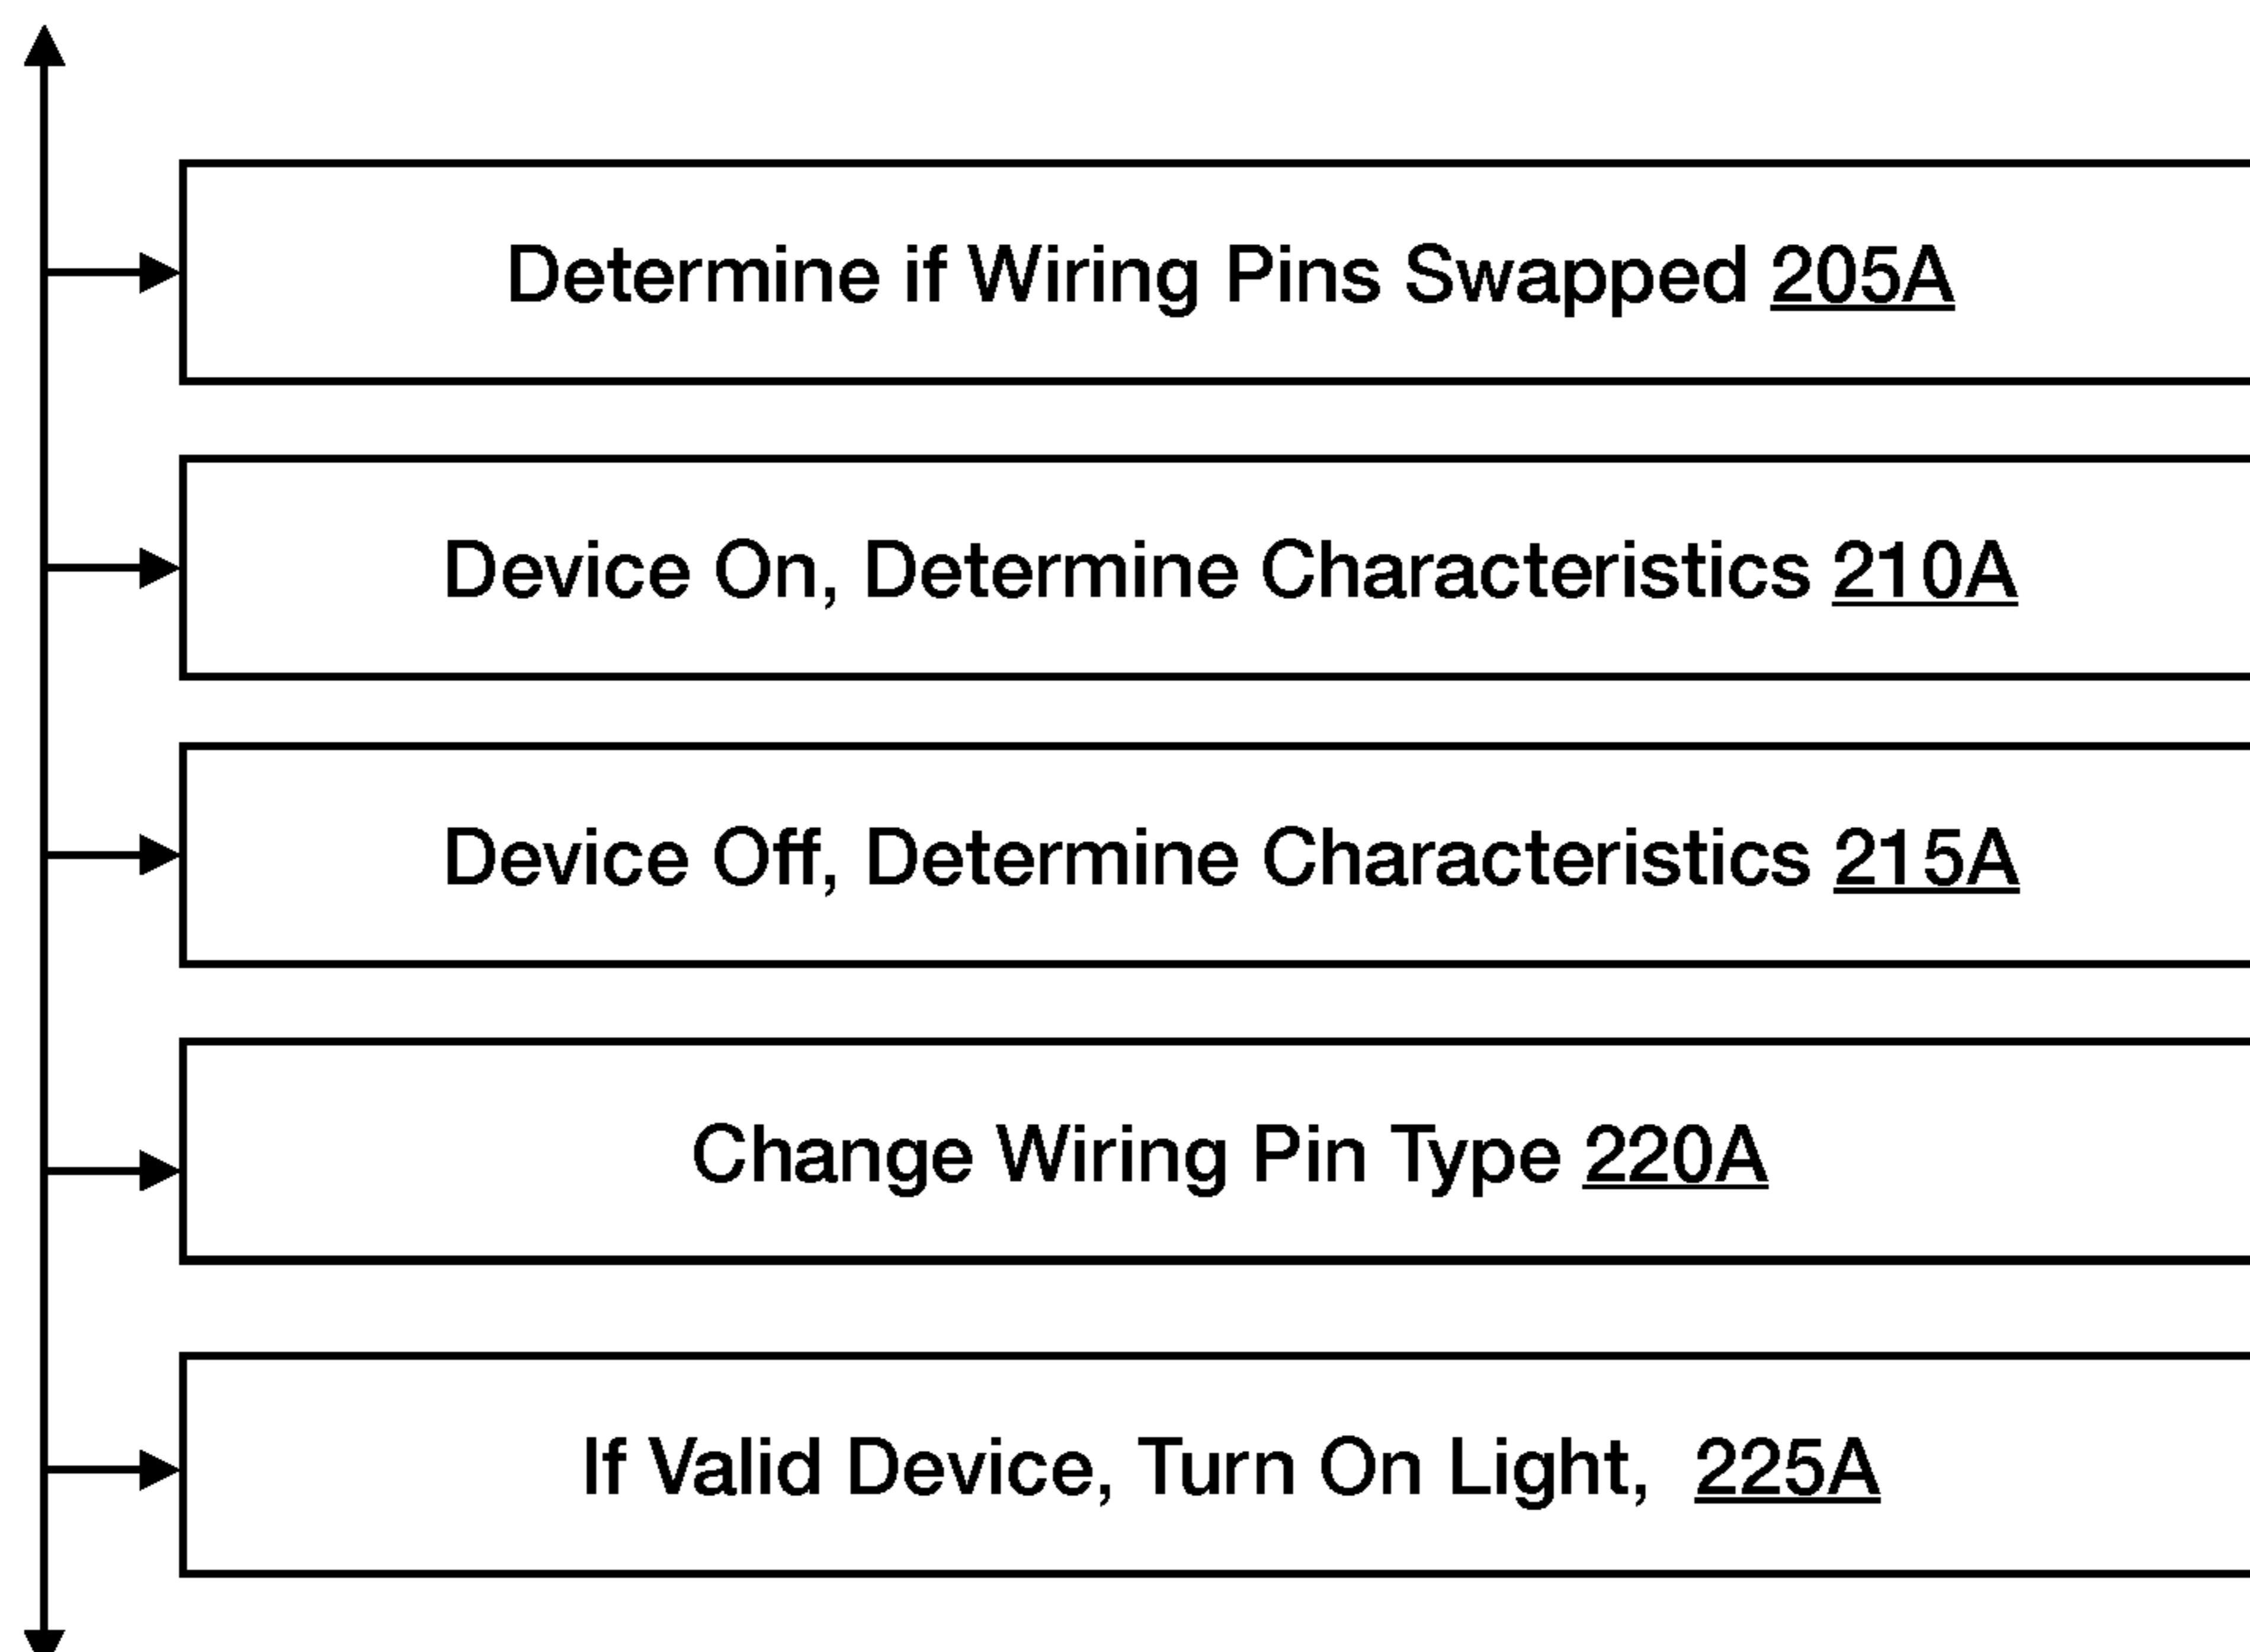 Determine if Wiring Pins Swapped 205A
Device On, Determine Characteristics 210A
Device Off, Determine Characteristics 215A
Change Wiring Pin Type 220A
If Valid Device, Turn On Light, 225A